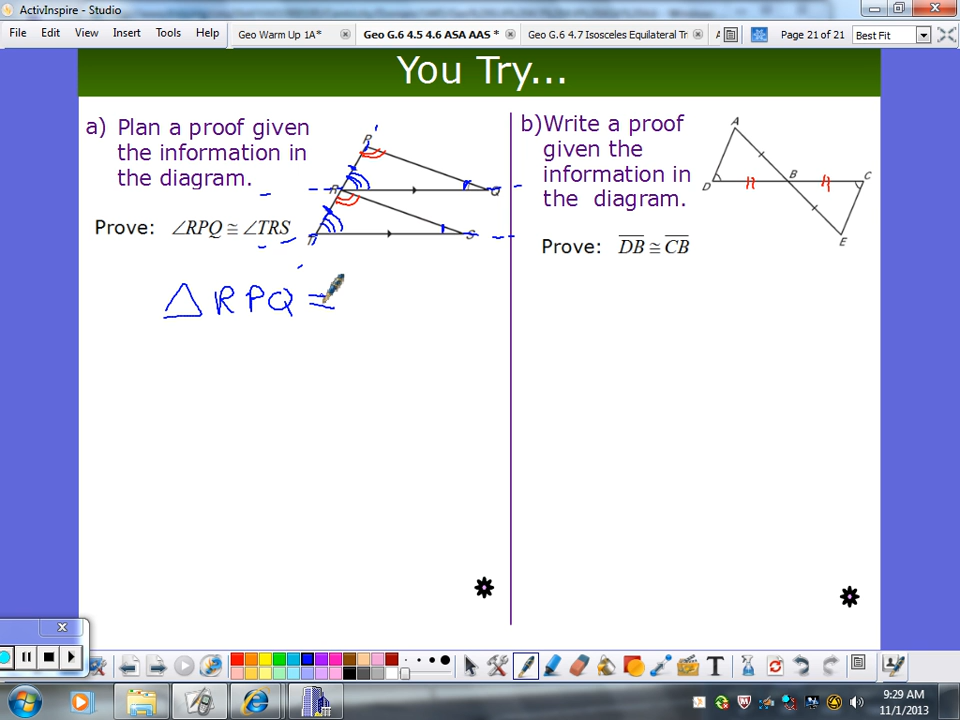 ActivInspire - Studio
File Edit View Insert Tools Help
Geo Warm Up 1A*
Geo G.6 4.5 4.6 ASA AAS *
Geo G.6 4.7 Isosceles Equilateral Tr
Page 21 of 21
Best Fit
You Try...
a) Plan a proof given
the information in
the diagram.
Prove: ∠RPQ ≅ ∠TRS
P
R
Q
T
S
△ RPQ =
b)Write a proof
given the
information in
the diagram.
Prove: DB ≅ CB
A
D
B
C
E
9:29 AM
11/1/2013